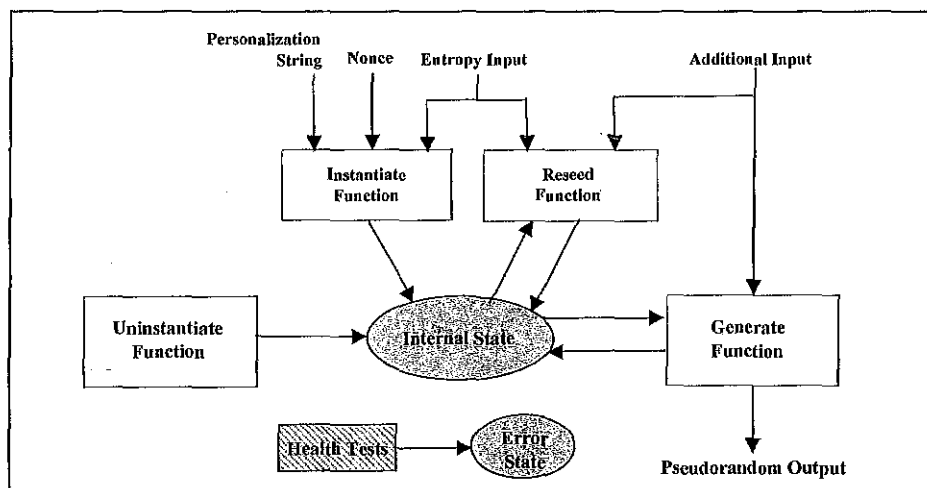 Personalization
String
Nonce
Entropy Input
Additional Input
Instantiate
Function
Reseed
Function
Uninstantiate
Function
Internal State
Generate
Function
Health Tests
Error
State
Pseudorandom Output